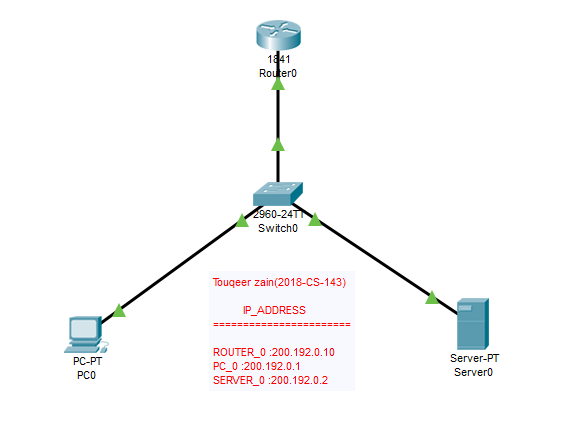 1841
Router0
2960-24TT
Switch0
Touqeer zain(2018-CS-143)
IP_ADDRESS
=======================
ROUTER_0 :200.192.0.10
PC_0 :200.192.0.1
SERVER_0 :200.192.0.2
PC-PT
PC0
Server-PT
Server0